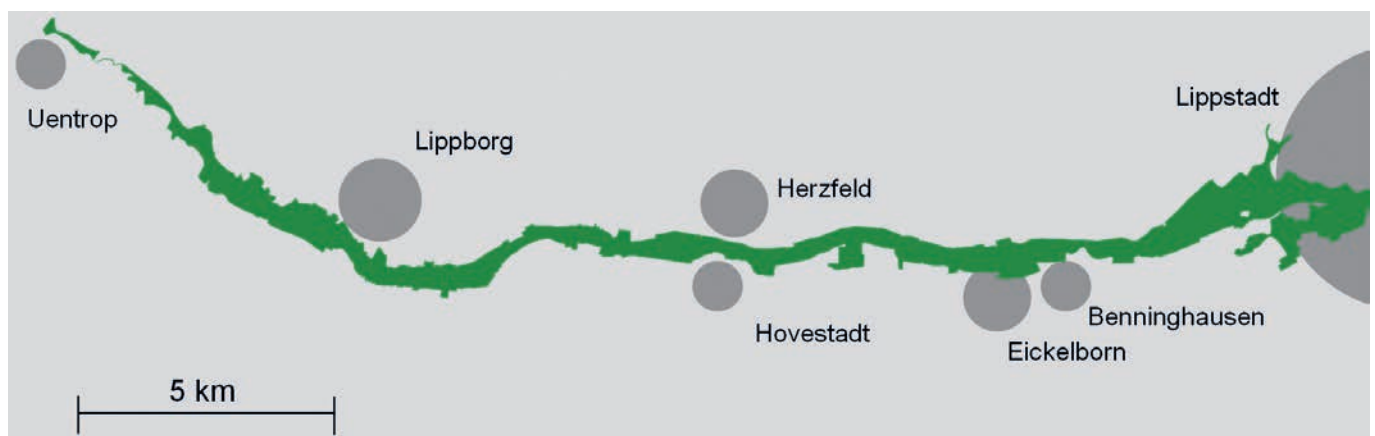 Lippstadt
Uentrop
Lippborg
Herzfeld
Hovestadt
Benninghausen
Eickelborn
5 km